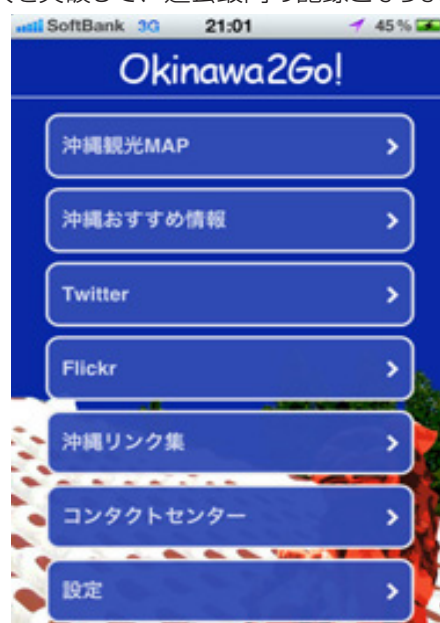 SoftBank 3G 21:01 45%
Okinawa2Go!
沖縄観光MAP
沖縄おすすめ情報
Twitter
Flickr
沖縄リンク集
コンタクトセンター
設定